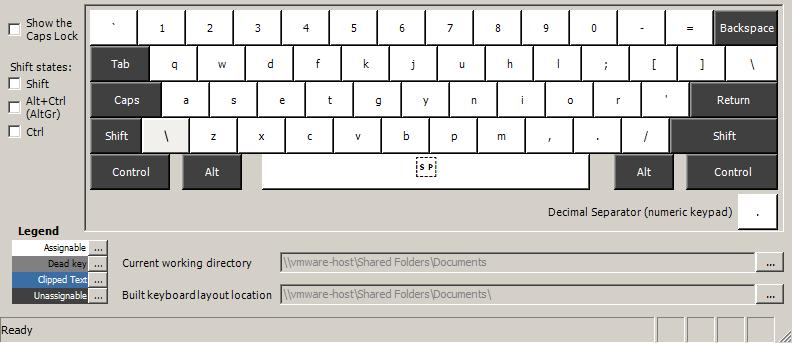 Show the
Caps Lock
Shift states:
Shift
Alt+Ctrl
(AltGr)
Ctrl
` 1 2 3 4 5 6 7 8 9 0 - = Backspace
Tab q w d f k j u h l ; [ ] \
Caps a s e t g y n i o r ' Return
Shift \ z x c v b p m , . / Shift
Control Alt SP Alt Control
Decimal Separator (numeric keypad) .
Legend
Assignable ...
Dead key ...
Clipped Text ...
Unassignable ...
Current working directory \\vmware-host\Shared Folders\Documents ...
Built keyboard layout location \\vmware-host\Shared Folders\Documents\ ...
Ready